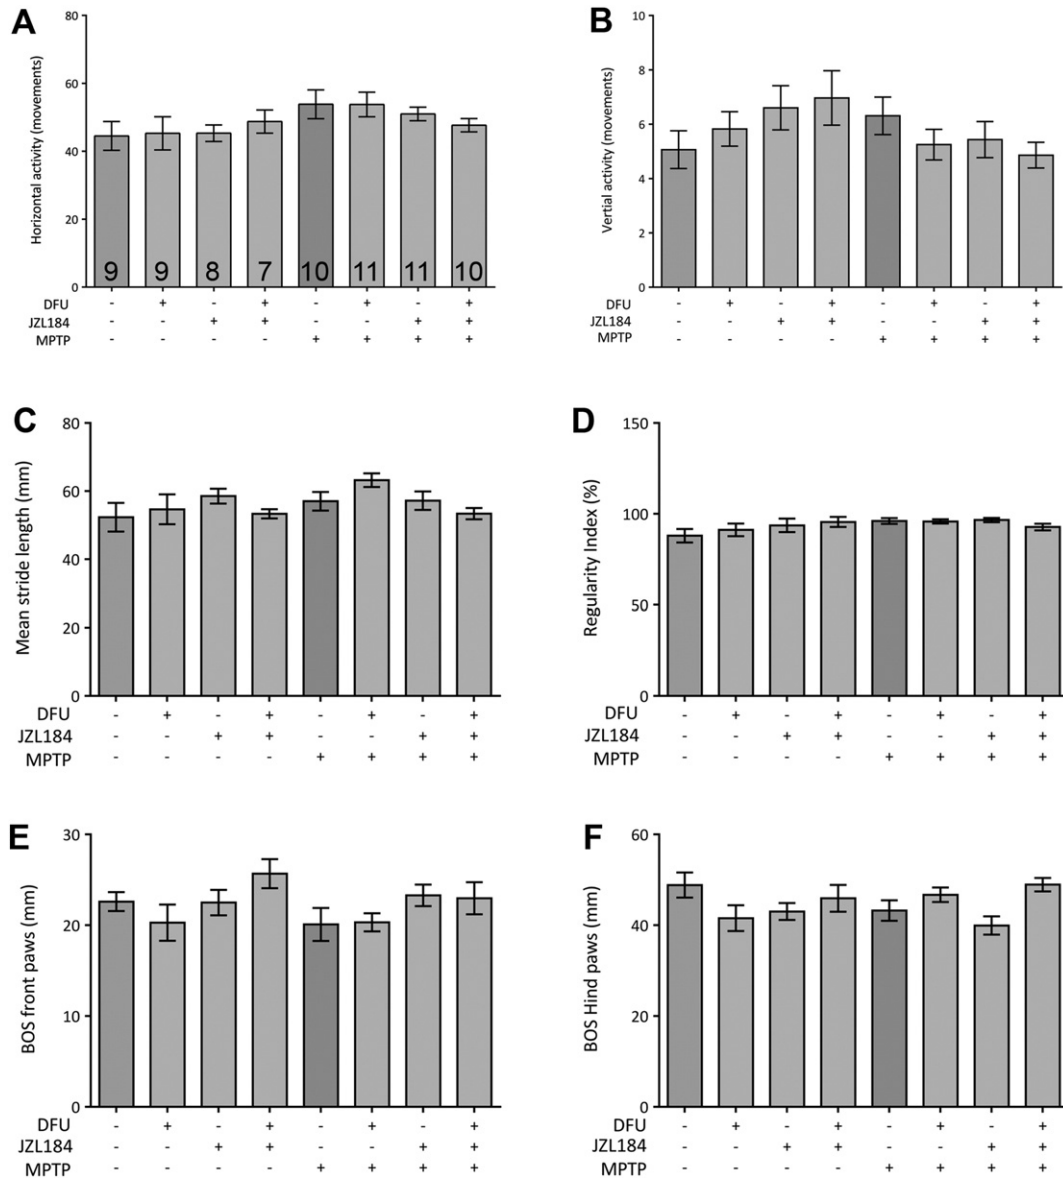 A
Horizontal activity (movements)
80
60
40
20
0
9 9 8 7 10 11 11 10
DFU - + - + - + - +
JZL184 - - + + - - + +
MPTP - - - - + + + +
B
Vertial activity (movements)
10
8
6
4
2
0
DFU - + - + - + - +
JZL184 - - + + - - + +
MPTP - - - - + + + +
C
Mean stride length (mm)
80
60
40
20
0
DFU - + - + - + - +
JZL184 - - + + - - + +
MPTP - - - - + + + +
D
Regularity Index (%)
150
100
50
0
DFU - + - + - + - +
JZL184 - - + + - - + +
MPTP - - - - + + + +
E
BOS front paws (mm)
30
20
10
0
DFU - + - + - + - +
JZL184 - - + + - - + +
MPTP - - - - + + + +
F
BOS Hind paws (mm)
60
40
20
0
DFU - + - + - + - +
JZL184 - - + + - - + +
MPTP - - - - + + + +